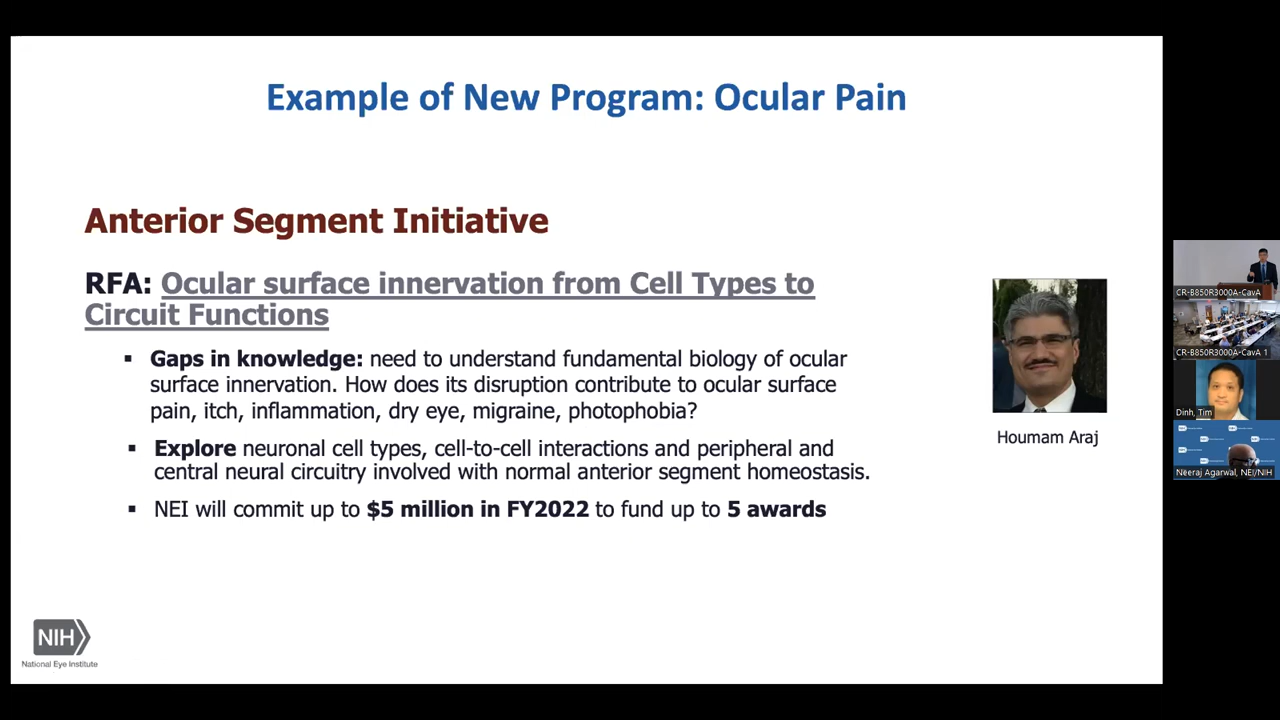 Example of New Program: Ocular Pain
Anterior Segment Initiative
RFA: Ocular surface innervation from Cell Types to
Circuit Functions
▪ Gaps in knowledge: need to understand fundamental biology of ocular
surface innervation. How does its disruption contribute to ocular surface
pain, itch, inflammation, dry eye, migraine, photophobia?
▪ Explore neuronal cell types, cell-to-cell interactions and peripheral and
central neural circuitry involved with normal anterior segment homeostasis.
▪ NEI will commit up to $5 million in FY2022 to fund up to 5 awards
Houmam Araj
NIH
National Eye Institute
CR-B850R3000A-CavA
CR-B850R3000A-CavA 1
Dinh, Tim
Neeraj Agarwal, NEI/NIH